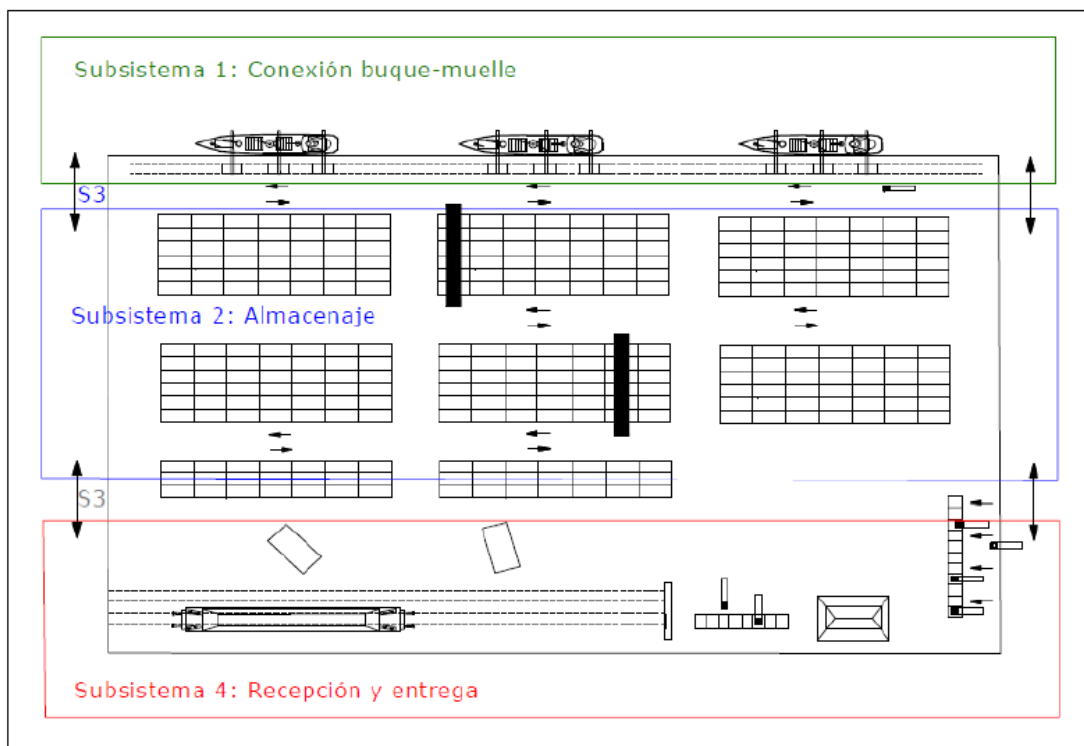 Subsistema 1: Conexión buque-muelle
S3
Subsistema 2: Almacenaje
S3
Subsistema 4: Recepción y entrega